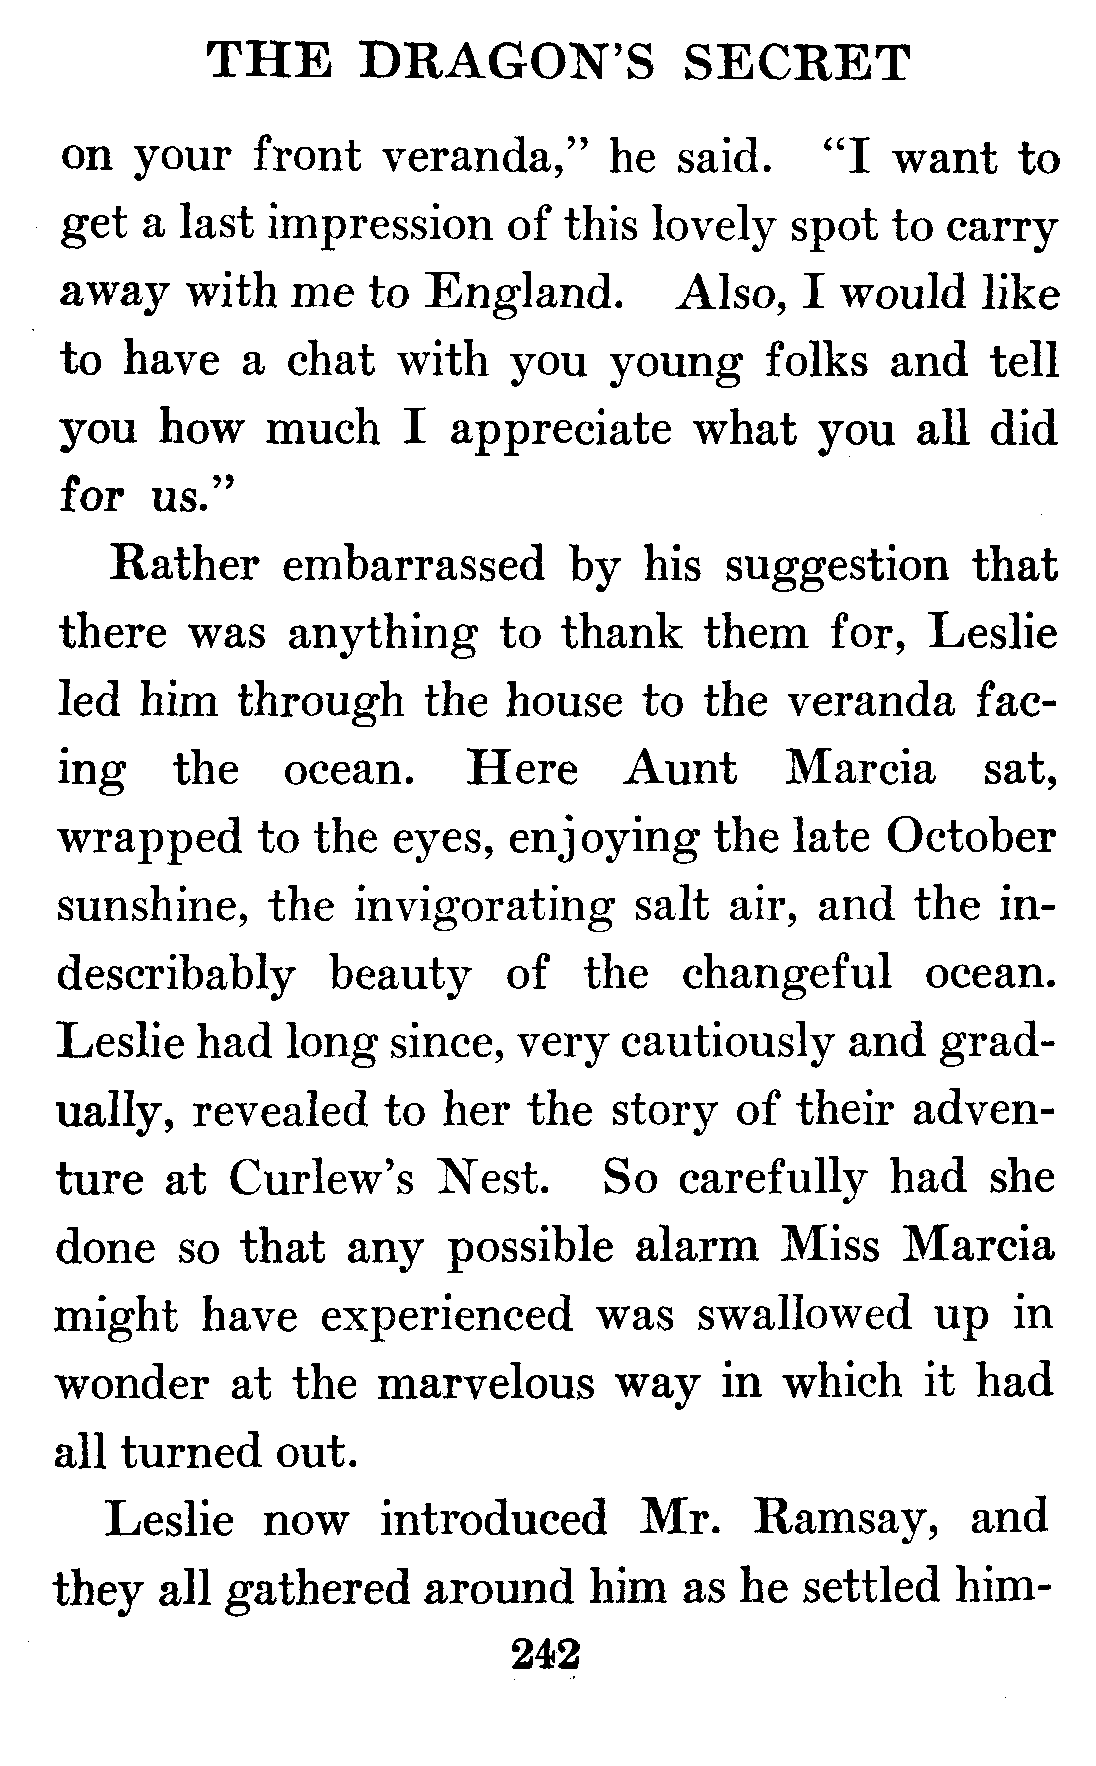 THE DRAGON'S SECRET
on your front veranda," he said. "I want to
get a last impression of this lovely spot to carry
away with me to England. Also, I would like
to have a chat with you young folks and tell
you how much I appreciate what you all did
for us."
Rather embarrassed by his suggestion that
there was anything to thank them for, Leslie
led him through the house to the veranda fac-
ing the ocean. Here Aunt Marcia sat,
wrapped to the eyes, enjoying the late October
sunshine, the invigorating salt air, and the in-
describably beauty of the changeful ocean.
Leslie had long since, very cautiously and grad-
ually, revealed to her the story of their adven-
ture at Curlew's Nest. So carefully had she
done so that any possible alarm Miss Marcia
might have experienced was swallowed up in
wonder at the marvelous way in which it had
all turned out.
Leslie now introduced Mr. Ramsay, and
they all gathered around him as he settled him-
242